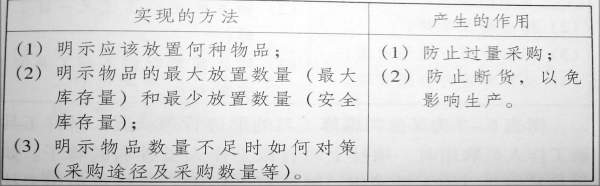 实现的方法
产生的作用
(1) 明示应该放置何种物品；
(2) 明示物品的最大放置数量（最大
库存量）和最少放置数量（安全
库存量）；
(3) 明示物品数量不足时如何对策
（采购途径及采购数量等）。
(1) 防止过量采购；
(2) 防止断货，以免
影响生产。